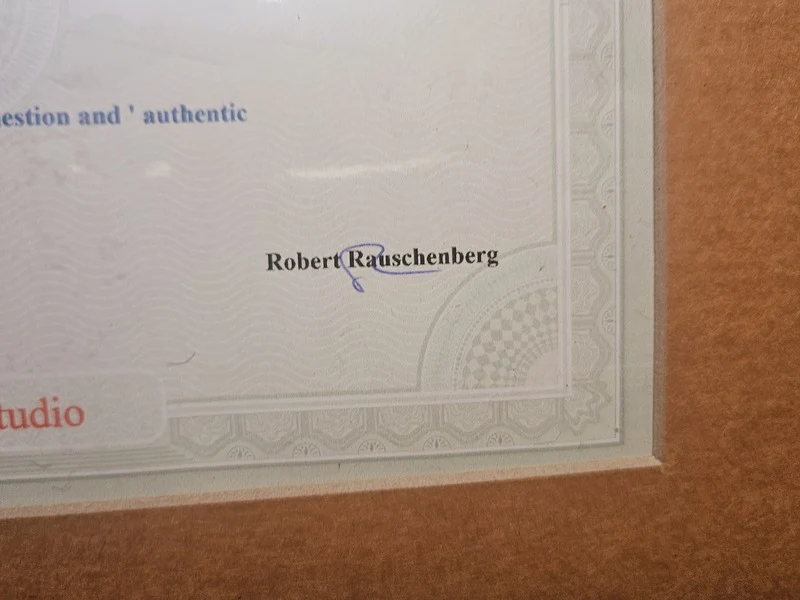 estion and ' authentic
Robert Rauschenberg
tudio